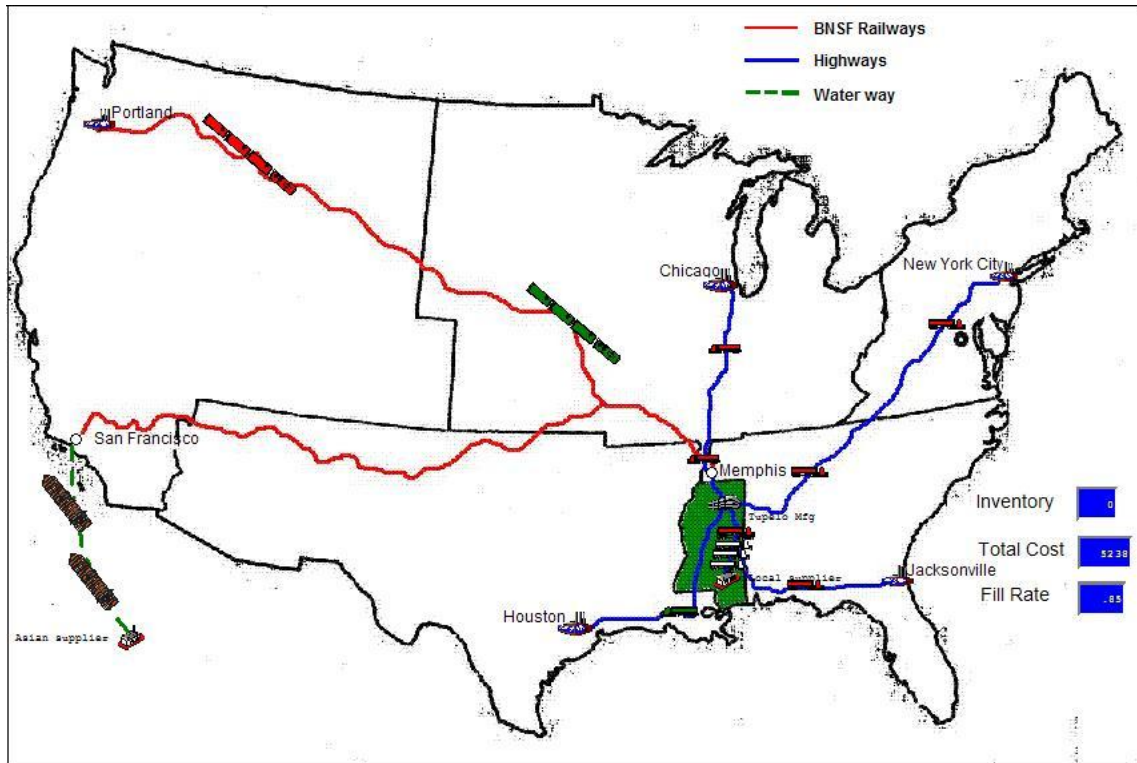 BNSF Railways
Highways
Water way
Portland
Chicago
New York City
San Francisco
Memphis
Tupelo Mfg
Inventory
0
Total Cost
5238
Local supplier
Jacksonville
Fill Rate
.85
Houston
Asian supplier